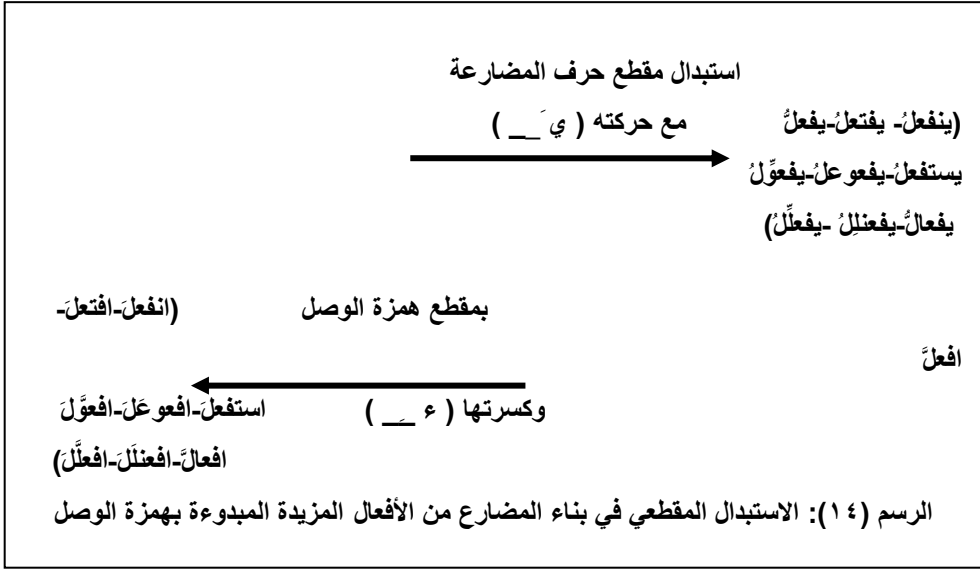 استبدال مقطع حرف المضارعة
(ينفعلُ- يفتعلُ-يفعلُّ مع حركته ( ي َ__ )
يستفعلُ-يفعوعلُ-يفعوِّلُ
يفعالُّ-يفعنلِلُ -يفعلِّلُ)
بمقطع همزة الوصل (انفعلَ-افتعلَ-
افعلَّ
وكسرتها ( ء __ِ ) استفعلَ-افعوعَلَ-افعوَّلَ
افعالَّ-افعنلَلَ-افعلَّلَ)
الرسم (١٤): الاستبدال المقطعي في بناء المضارع من الأفعال المزيدة المبدوءة بهمزة الوصل